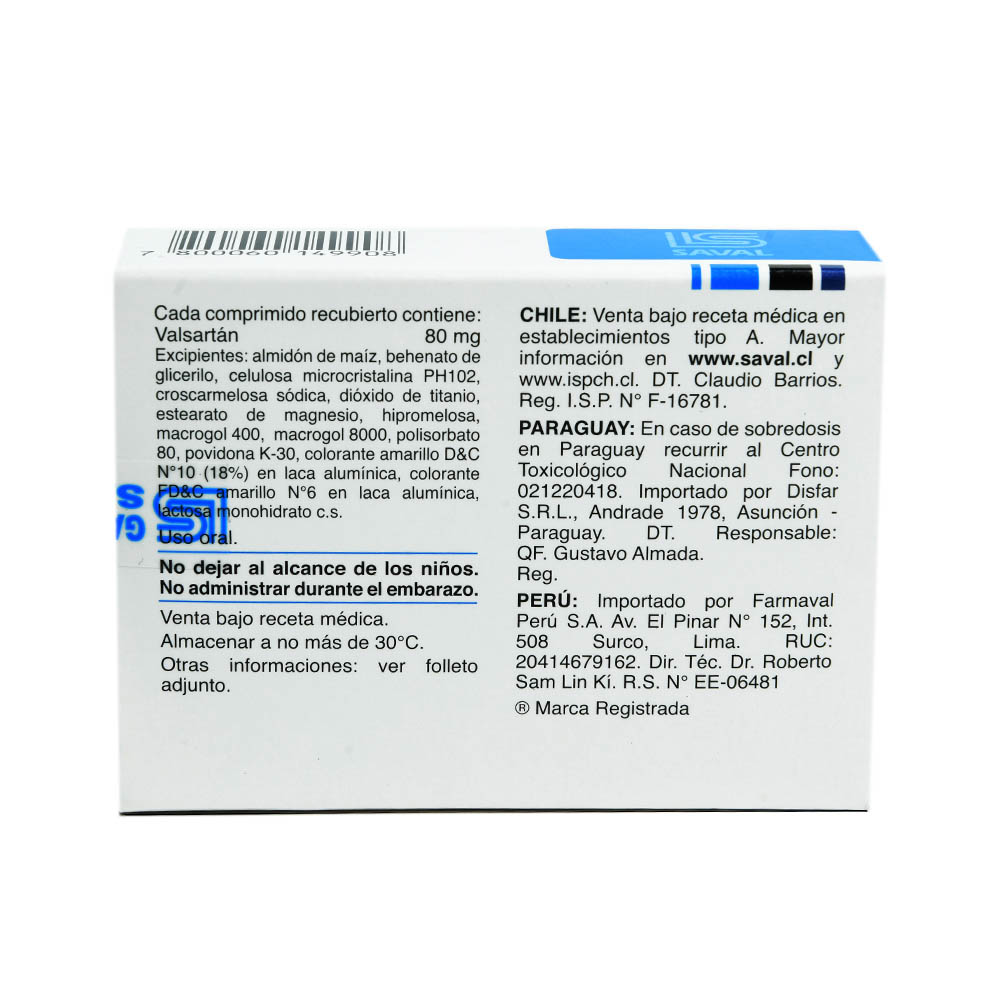 7 800060 149908
SAVAL
Cada comprimido recubierto contiene:
Valsartán 80 mg
Excipientes: almidón de maíz, behenato de
glicerilo, celulosa microcristalina PH102,
croscarmelosa sódica, dióxido de titanio,
estearato de magnesio, hipromelosa,
macrogol 400, macrogol 8000, polisorbato
80, povidona K-30, colorante amarillo D&C
N°10 (18%) en laca alumínica, colorante
FD&C amarillo N°6 en laca alumínica,
lactosa monohidrato c.s.
Uso oral.
No dejar al alcance de los niños.
No administrar durante el embarazo.
Venta bajo receta médica.
Almacenar a no más de 30°C.
Otras informaciones: ver folleto
adjunto.
CHILE: Venta bajo receta médica en
establecimientos tipo A. Mayor
información en www.saval.cl y
www.ispch.cl. DT. Claudio Barrios.
Reg. I.S.P. N° F-16781.
PARAGUAY: En caso de sobredosis
en Paraguay recurrir al Centro
Toxicológico Nacional Fono:
021220418. Importado por Disfar
S.R.L., Andrade 1978, Asunción -
Paraguay. DT. Responsable:
QF. Gustavo Almada.
Reg.
PERÚ: Importado por Farmaval
Perú S.A. Av. El Pinar N° 152, Int.
508 Surco, Lima. RUC:
20414679162. Dir. Téc. Dr. Roberto
Sam Lin Kí. R.S. N° EE-06481
® Marca Registrada